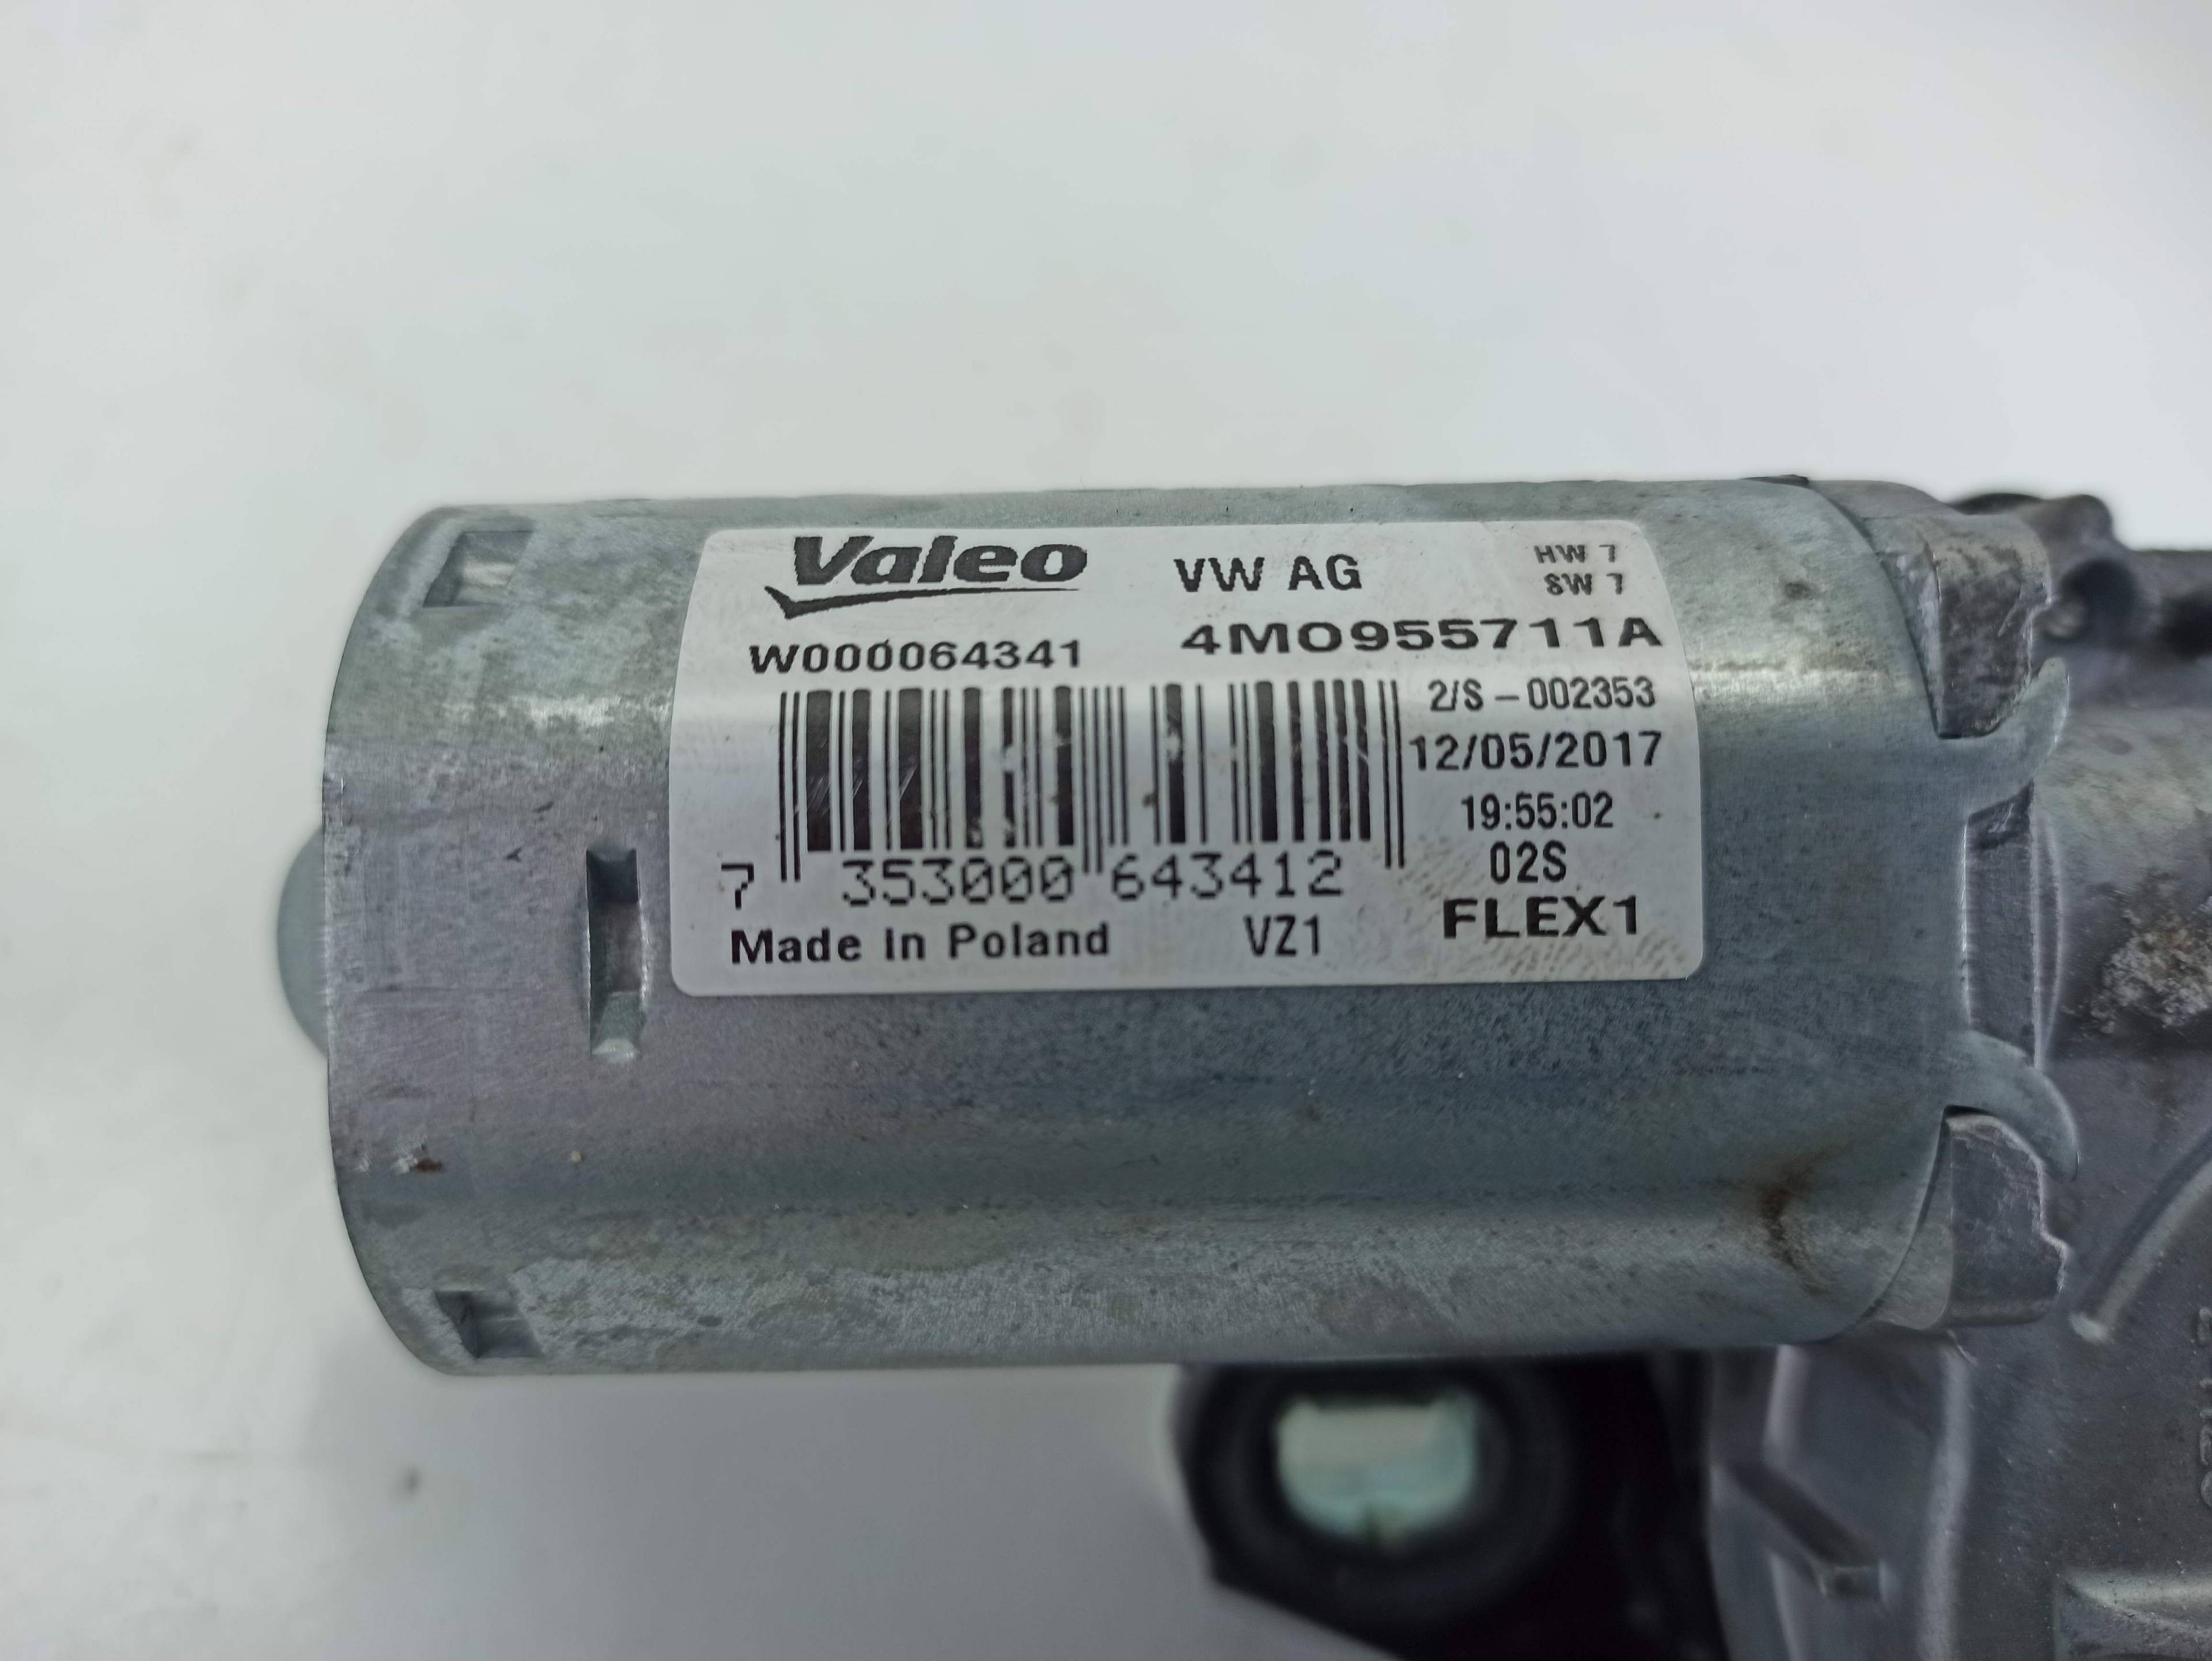 Valeo VW AG HW 7
SW 7
W000064341 4M0955711A
2/S - 002353
12/05/2017
19:55:02
02S
7 353000 643412
FLEX1
Made in Poland VZ1